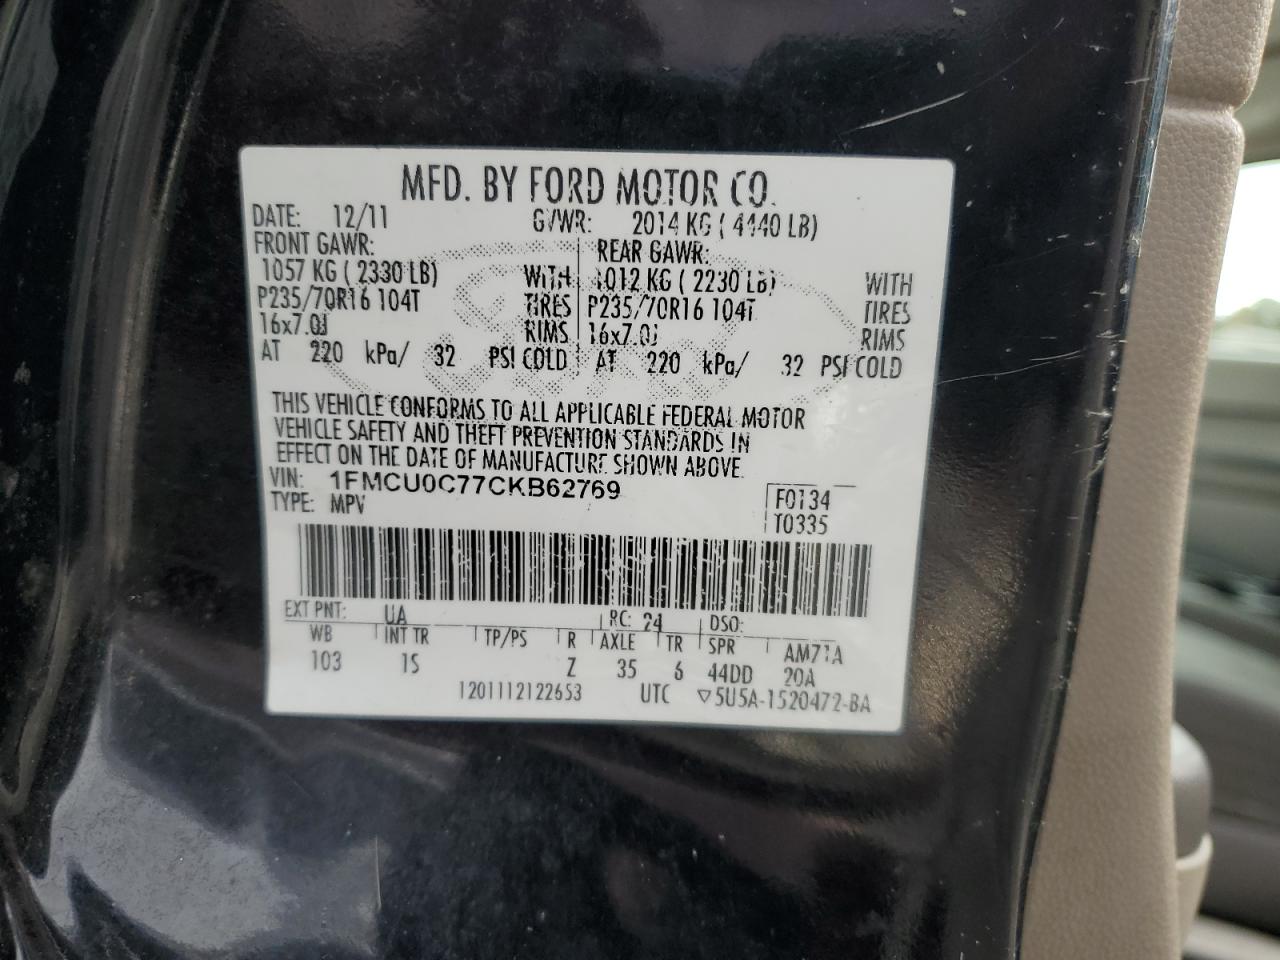 MFD. BY FORD MOTOR CO.
DATE: 12/11 GVWR: 2014 KG ( 4440 LB)
FRONT GAWR: REAR GAWR:
1057 KG ( 2330 LB) WITH 1012 KG ( 2230 LB) WITH
P235/70R16 104T TIRES P235/70R16 104T TIRES
16x7.0J RIMS 16x7.0J RIMS
AT 220 kPa/ 32 PSI COLD AT 220 kPa/ 32 PSI COLD
THIS VEHICLE CONFORMS TO ALL APPLICABLE FEDERAL MOTOR
VEHICLE SAFETY AND THEFT PREVENTION STANDARDS IN
EFFECT ON THE DATE OF MANUFACTURE SHOWN ABOVE.
VIN: 1FMCU0C77CKB62769
TYPE: MPV F0134
T0335
EXT PNT: UA RC: 24 DSO:
WB INT TR TP/PS R AXLE TR SPR AM71A
103 1S Z 35 6 44DD 20A
1201112122653 UTC ▽5U5A-1520472-BA